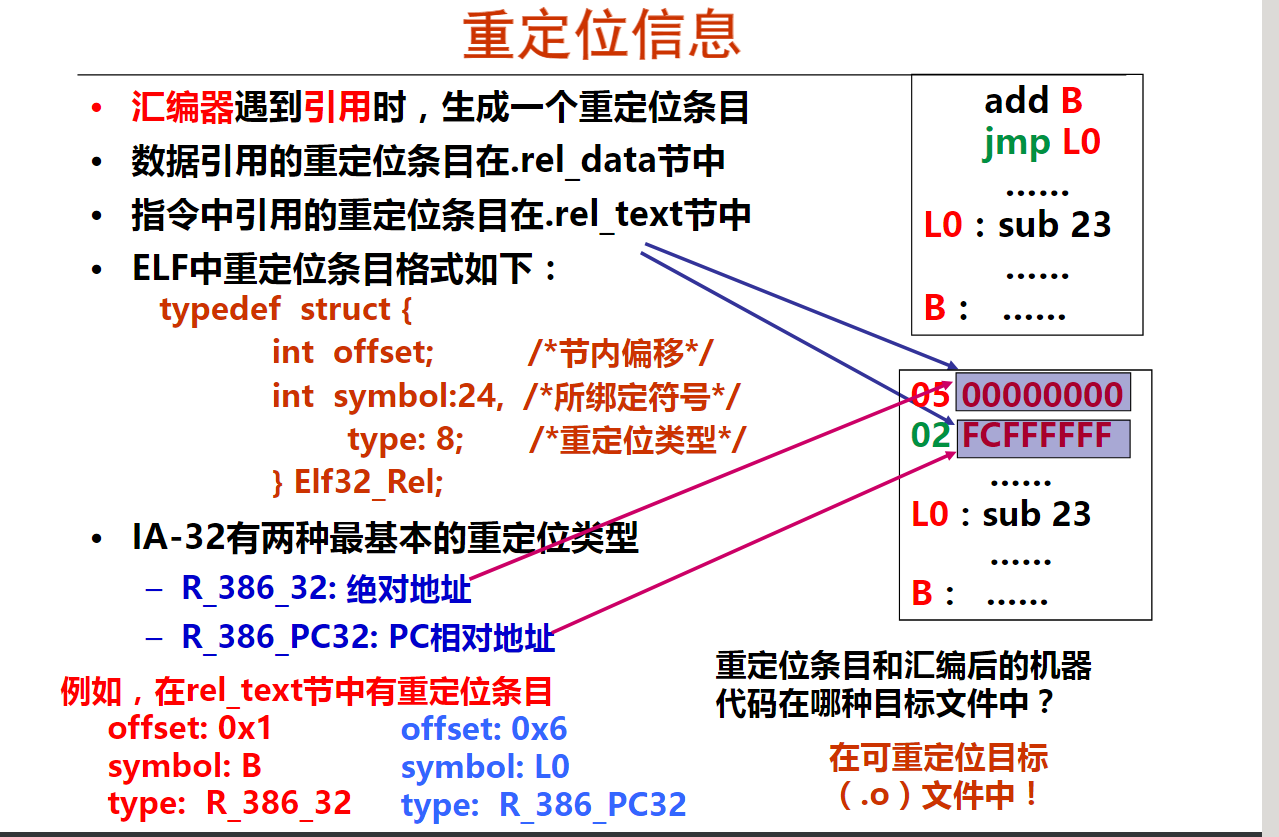 重定位信息
• 汇编器遇到引用时，生成一个重定位条目
• 数据引用的重定位条目在.rel_data节中
• 指令中引用的重定位条目在.rel_text节中
• ELF中重定位条目格式如下：
typedef struct {
int offset; /*节内偏移*/
int symbol:24, /*所绑定符号*/
type: 8; /*重定位类型*/
} Elf32_Rel;
• IA-32有两种最基本的重定位类型
– R_386_32: 绝对地址
– R_386_PC32: PC相对地址
例如，在rel_text节中有重定位条目
offset: 0x1
symbol: B
type: R_386_32
offset: 0x6
symbol: L0
type: R_386_PC32
add B
jmp L0
……
L0：sub 23
……
B： ……
05 00000000
02 FCFFFFFF
……
L0：sub 23
……
B： ……
重定位条目和汇编后的机器
代码在哪种目标文件中？
在可重定位目标
（.o）文件中！